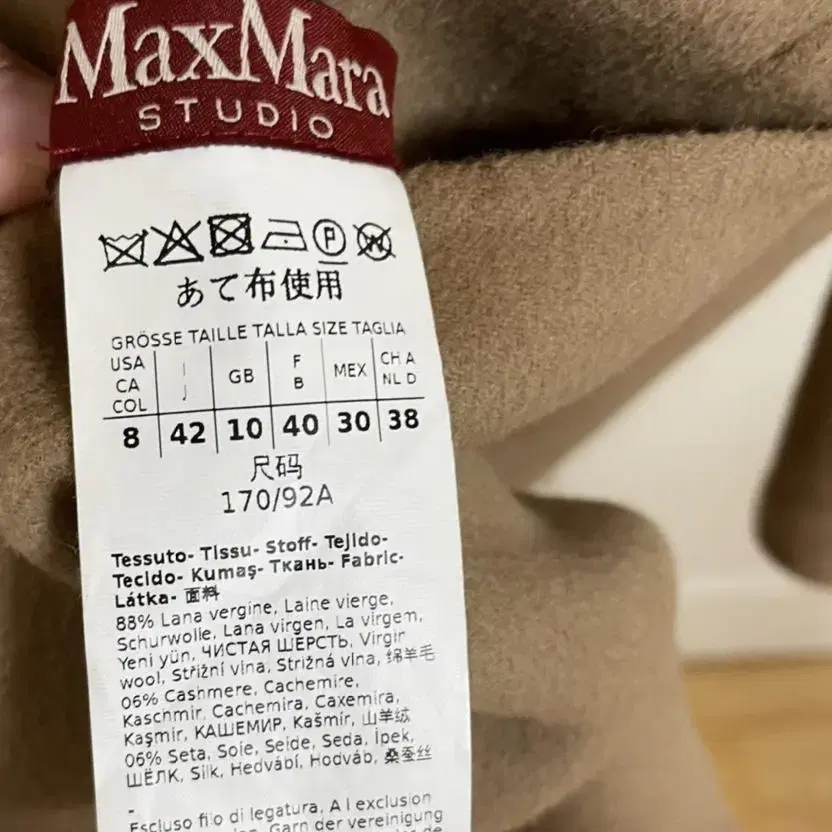 MaxMara
STUDIO
あて布使用
GRÖSSE TAILLE TALLA SIZE TAGLIA
USA CA COL I J GB F B MEX CH A NL D
8 42 10 40 30 38
尺码
170/92A
Tessuto- Tissu- Stoff- Tejido-
Tecido- Kumaş- Ткань- Fabric-
Látka- 面料
88% Lana vergine, Laine vierge,
Schurwolle, Lana virgen, La virgem,
Yeni yün, ЧИСТАЯ ШЕРСТЬ, Virgin
wool, Střižní vlna, Strižná vlna, 绵羊毛
06% Cashmere, Cachemire,
Kaschmir, Cachemira, Caxemira,
Kaşmir, КАШЕМИР, Kašmír, 山羊绒
06% Seta, Soie, Seide, Seda, İpek,
ШЁЛК, Silk, Hedvábí, Hodváb, 桑蚕丝
-
Escluso filo di legatura, A l exclusion
Garn der vereinigung
de